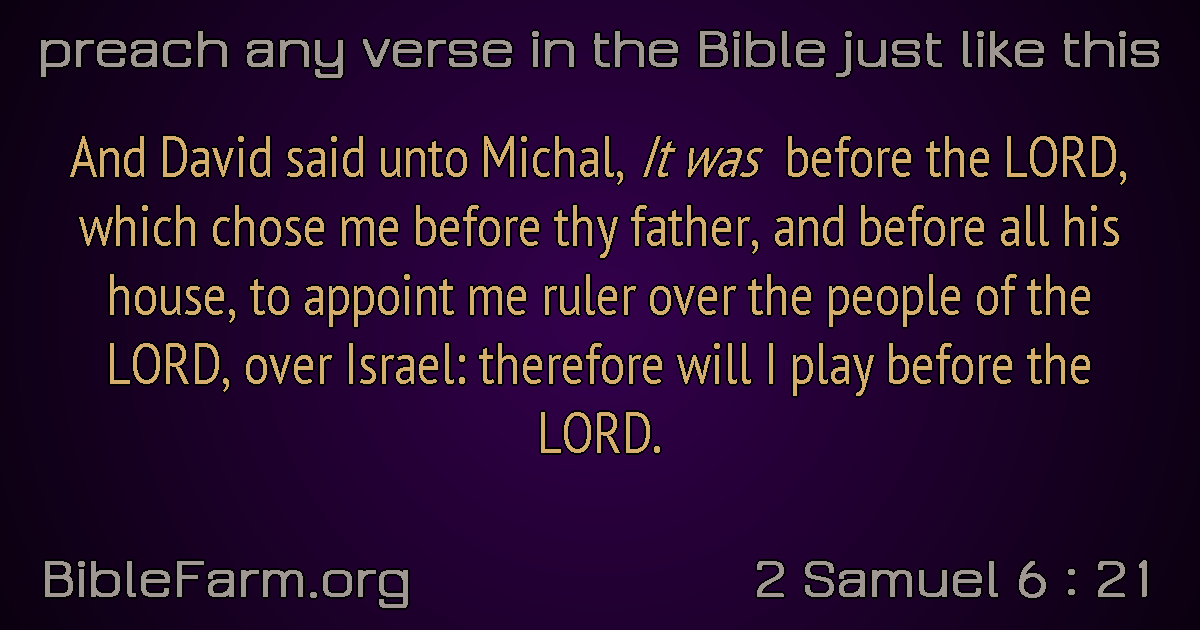 preach any verse in the Bible just like this
And David said unto Michal, It was before the LORD,
which chose me before thy father, and before all his
house, to appoint me ruler over the people of the
LORD, over Israel: therefore will I play before the
LORD.
BibleFarm.org
2 Samuel 6 : 21